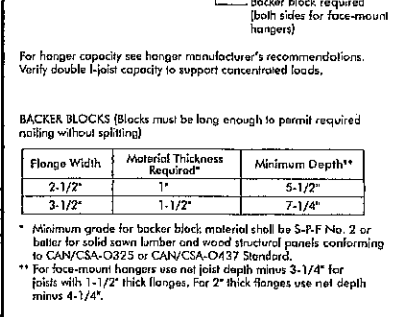 Backer block required
(both sides for face-mount
hangers)
For hanger capacity see hanger manufacturer's recommendations.
Verify double I-joist capacity to support concentrated loads.
BACKER BLOCKS (Blocks must be long enough to permit required
nailing without splitting)
Flange Width Material Thickness Required* Minimum Depth**
2-1/2" 1" 5-1/2"
3-1/2" 1-1/2" 7-1/4"
* Minimum grade for backer block material shall be S-P-F No. 2 or
better for solid sawn lumber and wood structural panels conforming
to CAN/CSA-O325 or CAN/CSA-O437 Standard.
** For face-mount hangers use net joist depth minus 3-1/4" for
joists with 1-1/2" thick flanges. For 2" thick flanges use net depth
minus 4-1/4".